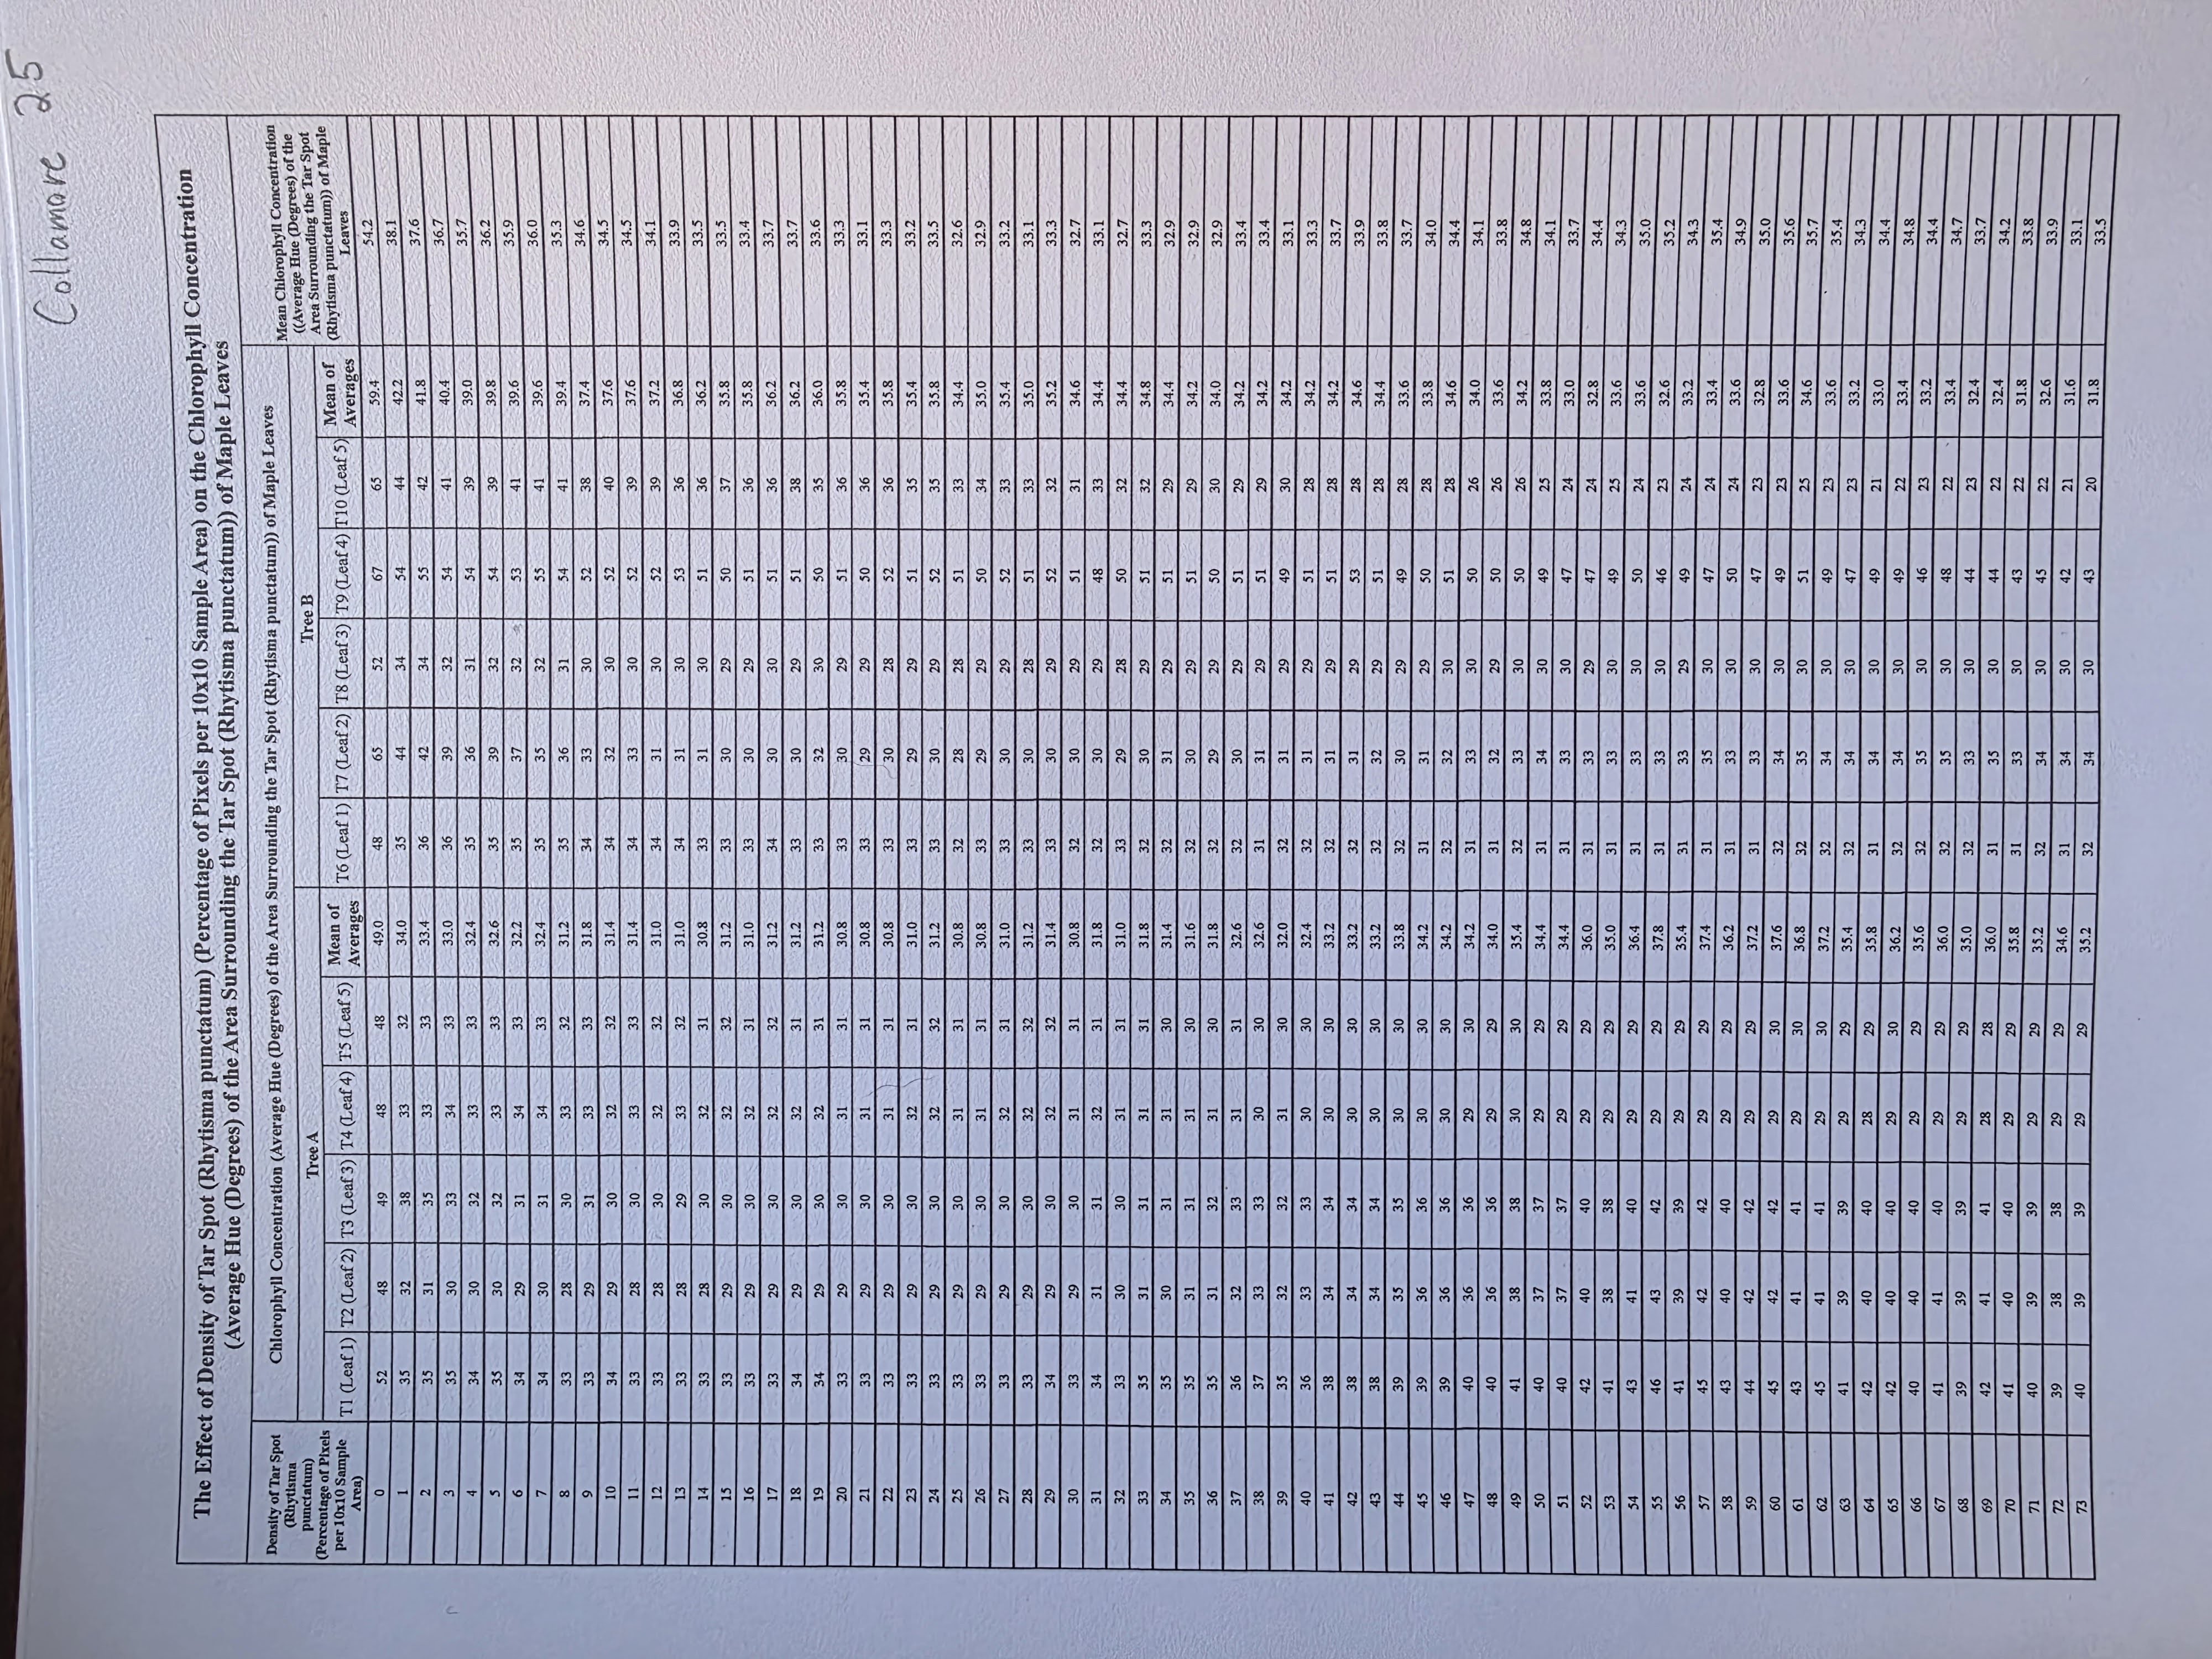 Collamore 25
The Effect of Density of Tar Spot (Rhytisma punctatum) (Percentage of Pixels per 10x10 Sample Area) on the Chlorophyll Concentration
(Average Hue (Degrees) of the Area Surrounding the Tar Spot (Rhytisma punctatum)) of Maple Leaves
Density of Tar Spot
(Rhytisma
punctatum)
(Percentage of Pixels
per 10x10 Sample
Area)
Chlorophyll Concentration (Average Hue (Degrees) of the Area Surrounding the Tar Spot (Rhytisma punctatum)) of Maple Leaves
Mean Chlorophyll Concentration
((Average Hue (Degrees) of the
Area Surrounding the Tar Spot
(Rhytisma punctatum)) of Maple
Leaves
Tree A Tree B
T1 (Leaf 1) T2 (Leaf 2) T3 (Leaf 3) T4 (Leaf 4) T5 (Leaf 5) Mean of Averages T6 (Leaf 1) T7 (Leaf 2) T8 (Leaf 3) T9 (Leaf 4) T10 (Leaf 5) Mean of Averages
0 52 48 49 48 48 49.0 48 65 52 67 65 59.4 54.2
1 35 32 38 33 32 34.0 35 44 34 54 44 42.2 38.1
2 35 31 35 33 33 33.4 36 42 34 55 42 41.8 37.6
3 35 30 33 34 33 33.0 36 39 32 54 41 40.4 36.7
4 34 30 32 33 33 32.4 35 36 31 54 39 39.0 35.7
5 35 30 32 33 33 32.6 35 39 32 54 39 39.8 36.2
6 34 29 31 34 33 32.2 35 37 32 53 41 39.6 35.9
7 34 30 31 34 33 32.4 35 35 32 55 41 39.6 36.0
8 33 28 30 33 32 31.2 35 36 31 54 41 39.4 35.3
9 33 29 31 33 33 31.8 34 33 30 52 38 37.4 34.6
10 34 29 30 32 32 31.4 34 32 30 52 40 37.6 34.5
11 33 28 30 33 33 31.4 34 33 30 52 39 37.6 34.5
12 33 28 30 32 32 31.0 34 31 30 52 39 37.2 34.1
13 33 28 29 33 32 31.0 34 31 30 53 36 36.8 33.9
14 33 28 30 32 31 30.8 33 31 30 51 36 36.2 33.5
15 33 29 30 32 32 31.2 33 30 29 50 37 35.8 33.5
16 33 29 30 32 31 31.0 33 30 29 51 36 35.8 33.4
17 33 29 30 32 32 31.2 34 30 30 51 36 36.2 33.7
18 34 29 30 32 31 31.2 33 30 29 51 38 36.2 33.7
19 34 29 30 32 31 31.2 33 32 30 50 35 36.0 33.6
20 33 29 30 31 31 30.8 33 30 29 51 36 35.8 33.3
21 33 29 30 31 31 30.8 33 29 29 50 36 35.4 33.1
22 33 29 30 31 31 30.8 33 30 28 52 36 35.8 33.3
23 33 29 30 32 31 31.0 33 29 29 51 35 35.4 33.2
24 33 29 30 32 32 31.2 33 30 29 52 35 35.8 33.5
25 33 29 30 31 31 30.8 32 28 28 51 33 34.4 32.6
26 33 29 30 31 31 30.8 33 29 29 50 34 35.0 32.9
27 33 29 30 32 31 31.0 33 30 29 52 33 35.4 33.2
28 33 29 30 32 32 31.2 33 30 28 51 33 35.0 33.1
29 34 29 30 32 32 31.4 33 30 29 52 32 35.2 33.3
30 33 29 30 31 31 30.8 32 30 29 51 31 34.6 32.7
31 34 31 31 32 31 31.8 32 30 29 48 33 34.4 33.1
32 33 30 30 31 31 31.0 33 29 28 50 32 34.4 32.7
33 35 31 31 31 31 31.8 32 30 29 51 32 34.8 33.3
34 35 30 31 31 30 31.4 32 31 29 51 29 34.4 32.9
35 35 31 31 31 30 31.6 32 30 29 51 29 34.2 32.9
36 35 31 32 31 30 31.8 32 29 29 50 30 34.0 32.9
37 36 32 33 31 31 32.6 32 30 29 51 29 34.2 33.4
38 37 33 33 30 30 32.6 31 31 29 51 29 34.2 33.4
39 35 32 32 31 30 32.0 32 31 29 49 30 34.2 33.1
40 36 33 33 30 30 32.4 32 31 29 51 28 34.2 33.3
41 38 34 34 30 30 33.2 32 31 29 51 28 34.2 33.7
42 38 34 34 30 30 33.2 32 31 29 53 28 34.6 33.9
43 38 34 34 30 30 33.2 32 32 29 51 28 34.4 33.8
44 39 35 35 30 30 33.8 32 30 29 49 28 33.6 33.7
45 39 36 36 30 30 34.2 31 31 29 50 28 33.8 34.0
46 39 36 36 30 30 34.2 32 32 30 51 28 34.6 34.4
47 40 36 36 29 30 34.2 31 33 30 50 26 34.0 34.1
48 40 36 36 29 29 34.0 31 32 29 50 26 33.6 33.8
49 41 38 38 30 30 35.4 32 33 30 50 26 34.2 34.8
50 40 37 37 29 29 34.4 31 34 30 49 25 33.8 34.1
51 40 37 37 29 29 34.4 31 33 30 47 24 33.0 33.7
52 42 40 40 29 29 36.0 31 33 29 47 24 32.8 34.4
53 41 38 38 29 29 35.0 31 33 30 49 25 33.6 34.3
54 43 41 40 29 29 36.4 31 33 30 50 24 33.6 35.0
55 46 43 42 29 29 37.8 31 33 30 46 23 32.6 35.2
56 41 39 39 29 29 35.4 31 33 29 49 24 33.2 34.3
57 45 42 42 29 29 37.4 31 35 30 47 24 33.4 35.4
58 43 40 40 29 29 36.2 31 33 30 50 24 33.6 34.9
59 44 42 42 29 29 37.2 31 33 30 47 23 32.8 35.0
60 45 42 42 29 30 37.6 32 34 30 49 23 33.6 35.6
61 43 41 41 29 30 36.8 32 35 30 51 25 34.6 35.7
62 45 41 41 29 30 37.2 32 34 30 49 23 33.6 35.4
63 41 39 39 29 29 35.4 32 34 30 47 23 33.2 34.3
64 42 40 40 28 29 35.8 31 34 30 49 21 33.0 34.4
65 42 40 40 29 30 36.2 32 34 30 49 22 33.4 34.8
66 40 40 40 29 29 35.6 32 35 30 46 23 33.2 34.4
67 41 41 40 29 29 36.0 32 35 30 48 22 33.4 34.7
68 39 39 39 29 29 35.0 32 33 30 44 23 32.4 33.7
69 42 41 41 28 28 36.0 31 35 30 44 22 32.4 34.2
70 41 40 40 29 29 35.8 31 33 30 43 22 31.8 33.8
71 40 39 39 29 29 35.2 32 34 30 45 22 32.6 33.9
72 39 38 38 29 29 34.6 31 34 30 42 21 31.6 33.1
73 40 39 39 29 29 35.2 32 34 30 43 20 31.8 33.5